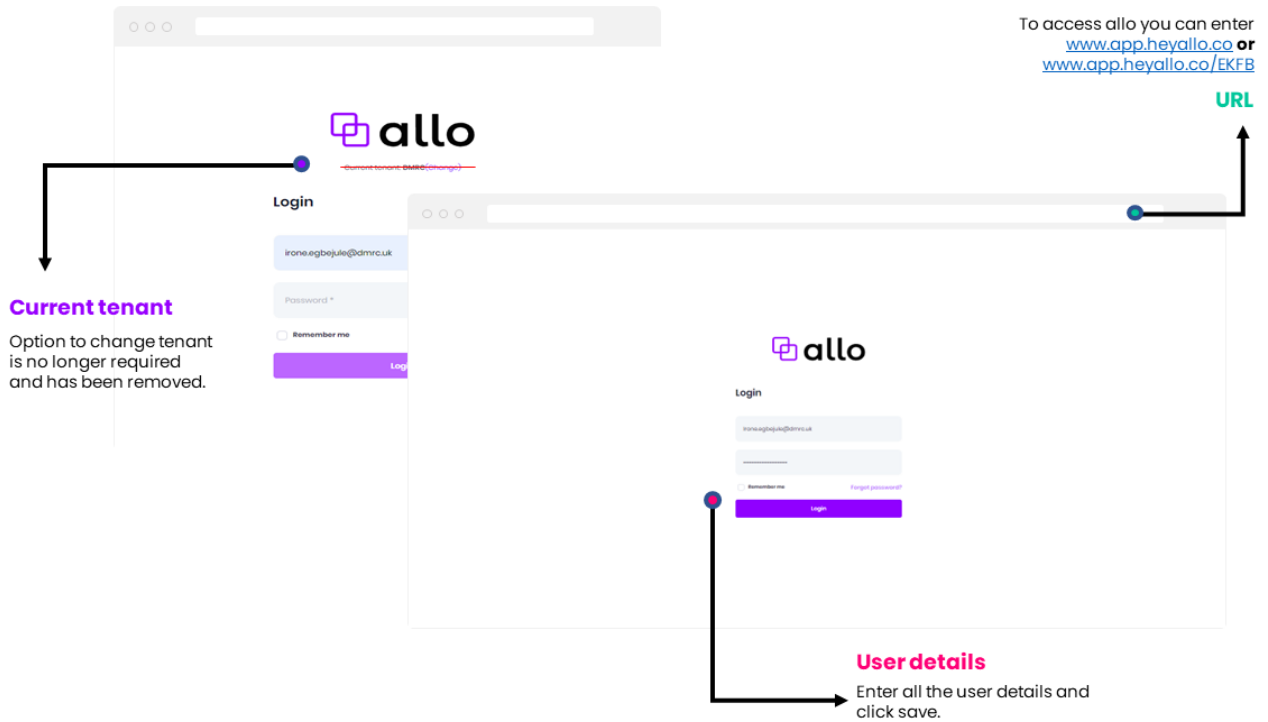 To access allo you can enter
www.app.heyallo.co or
www.app.heyallo.co/EKFB
URL
allo
Current tenant: DMRC(Change)
Login
irone.egbejule@dmrc.uk
Password *
Remember me
Logi
Current tenant
Option to change tenant
is no longer required
and has been removed.
allo
Login
irone.egbejule@dmrc.uk
Remember me
Forgot password?
Login
User details
Enter all the user details and
click save.